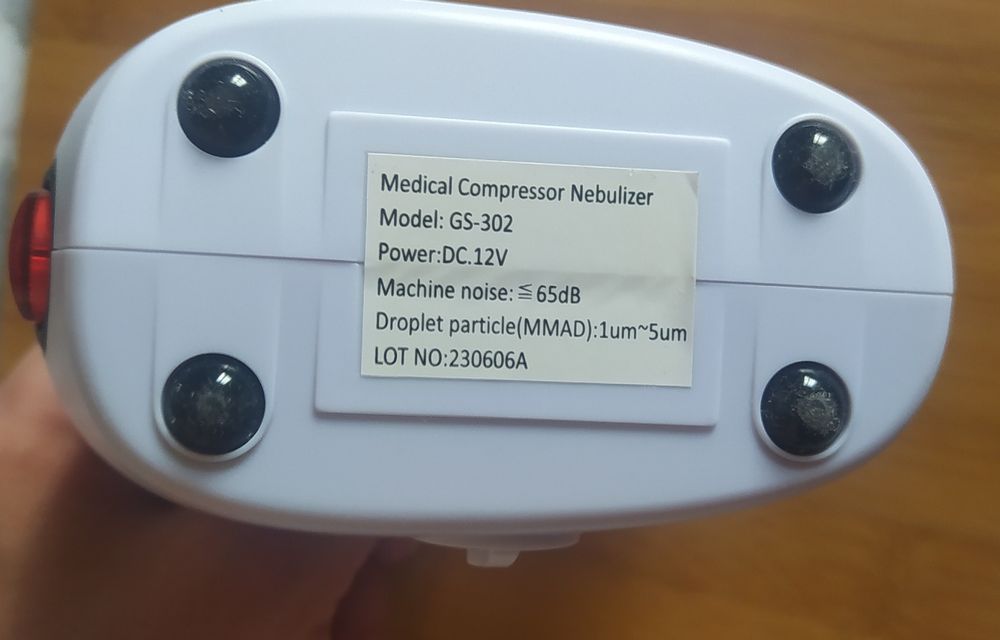 Medical Compressor Nebulizer
Model: GS-302
Power:DC.12V
Machine noise:≦65dB
Droplet particle(MMAD):1um~5um
LOT NO:230606A